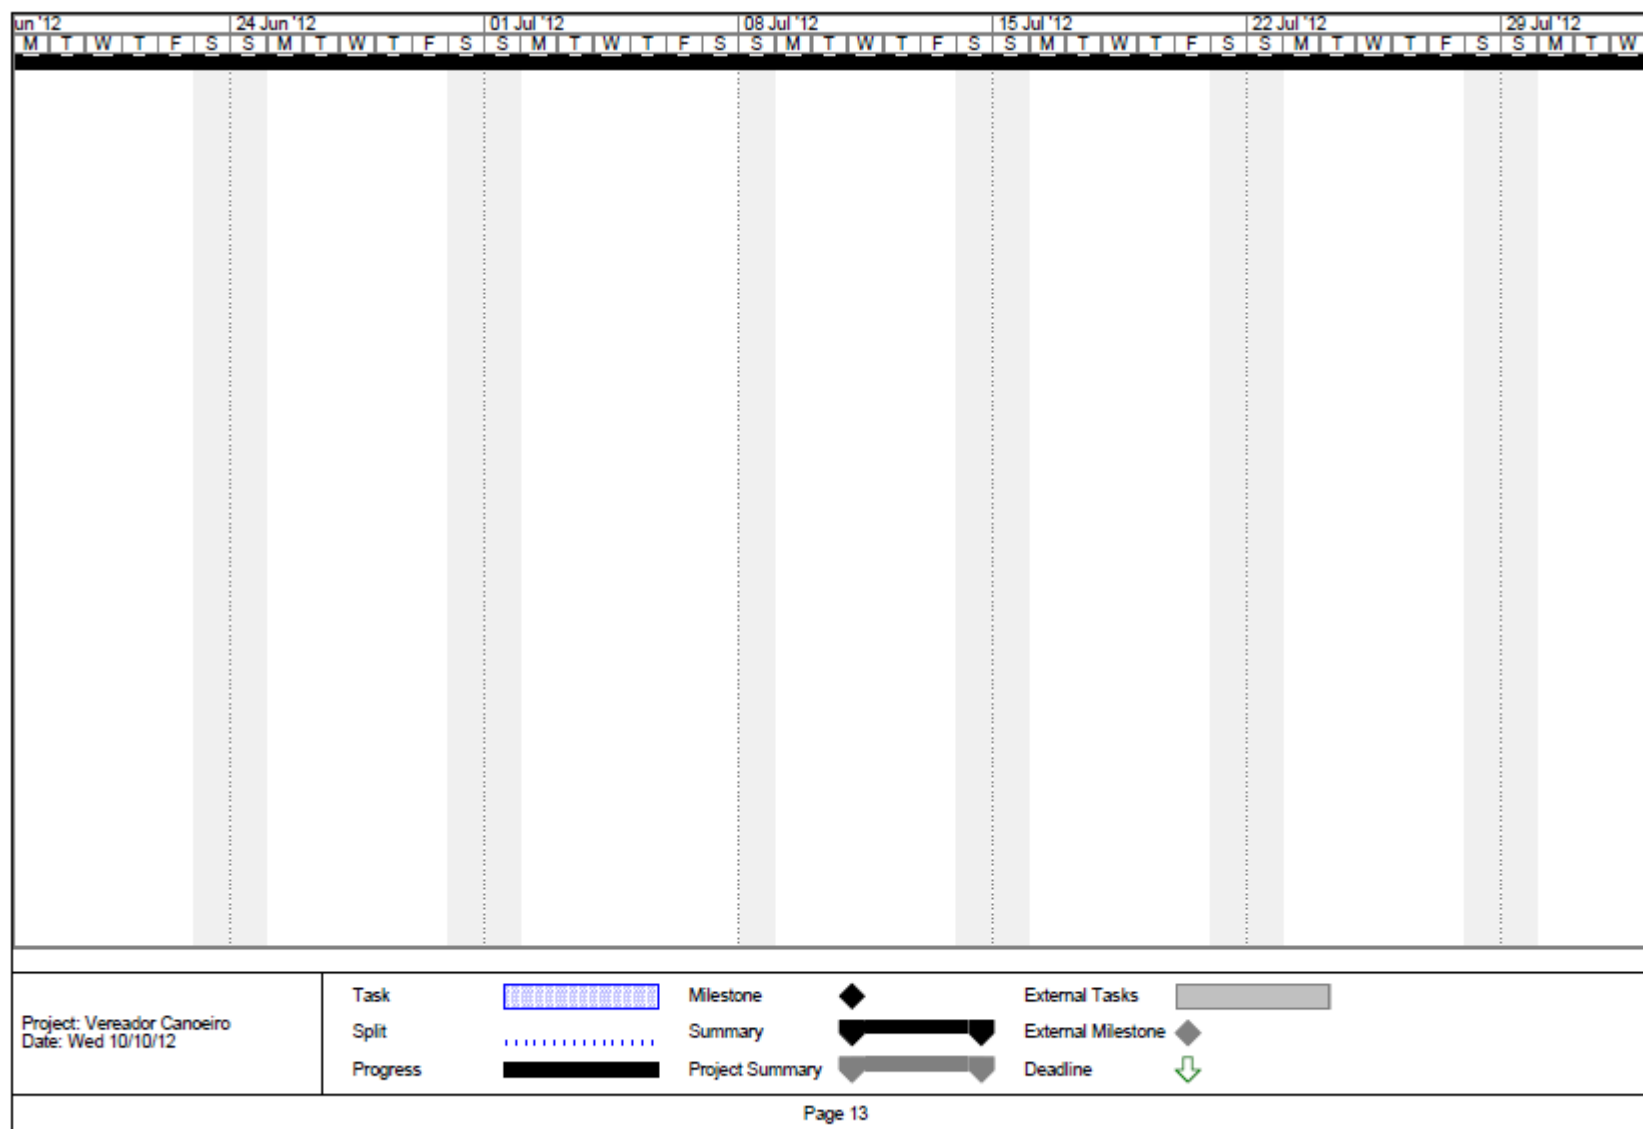 un '12 24 Jun '12 01 Jul '12 08 Jul '12 15 Jul '12 22 Jul '12 29 Jul '12
M T W T F S S M T W T F S S M T W T F S S M T W T F S S M T W T F S S M T W T F S S M T W
Task Milestone External Tasks
Project: Vereador Canoeiro
Date: Wed 10/10/12
Split Summary External Milestone
Progress Project Summary Deadline
Page 13